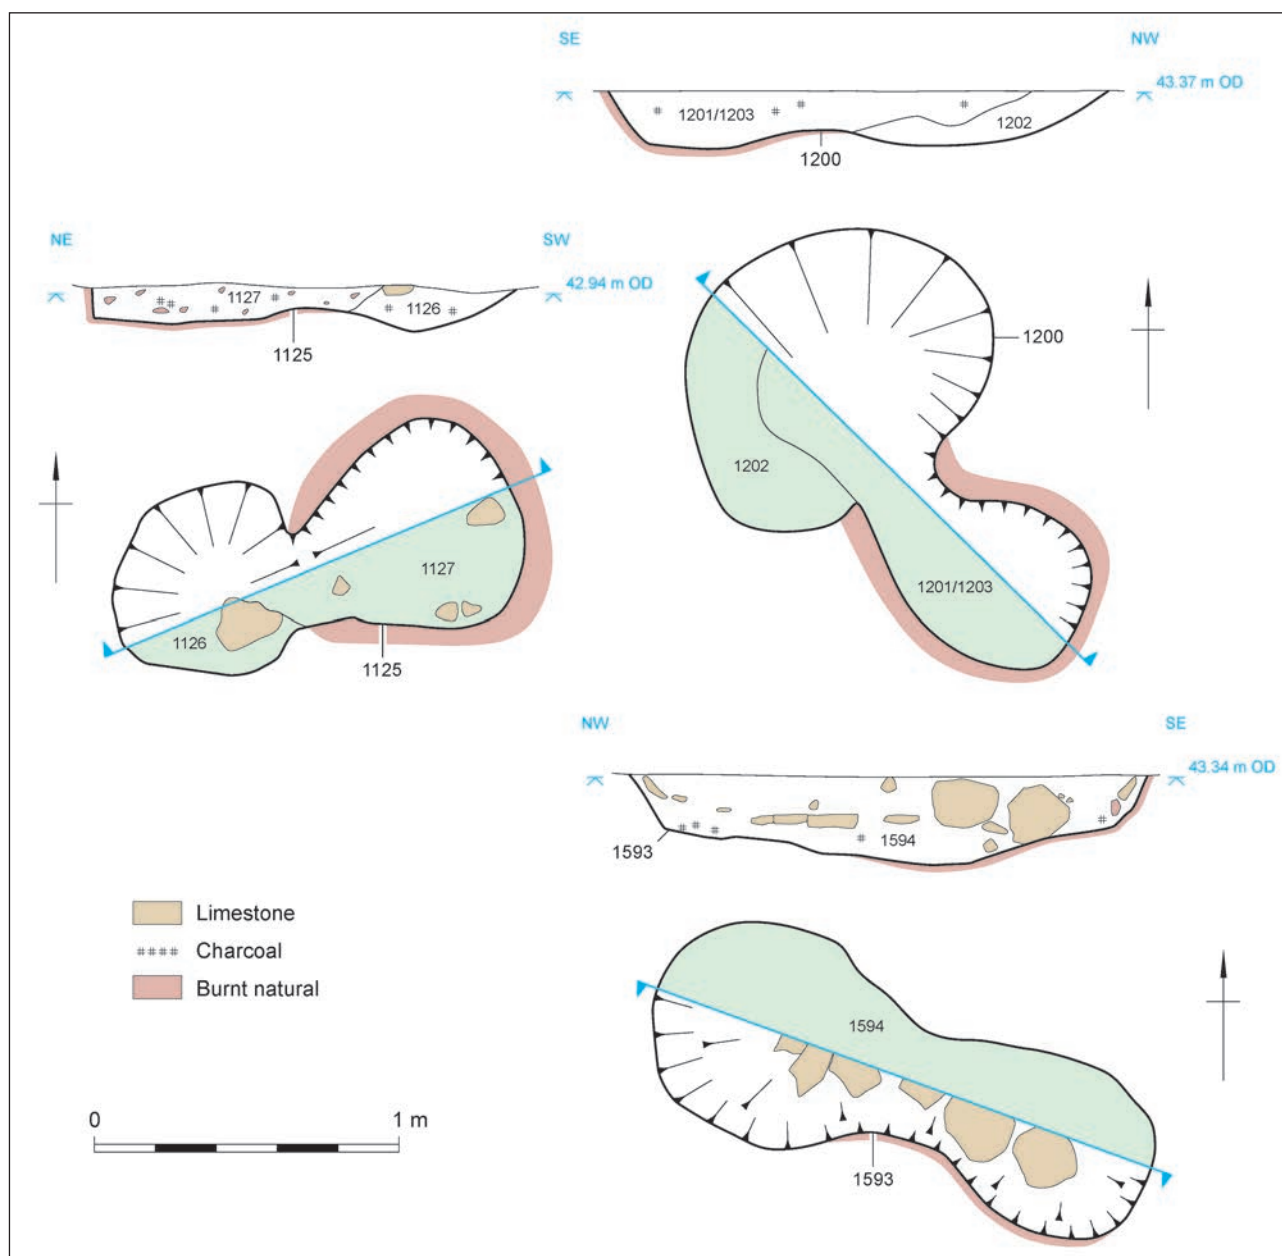 SE
NW
43.37 m OD
1201/1203
1202
1200
NE
SW
42.94 m OD
1127
1126
1125
1200
1202
1201/1203
1127
1126
1125
NW
SE
43.34 m OD
1593
1594
Limestone
#### Charcoal
Burnt natural
1594
1593
0 1 m